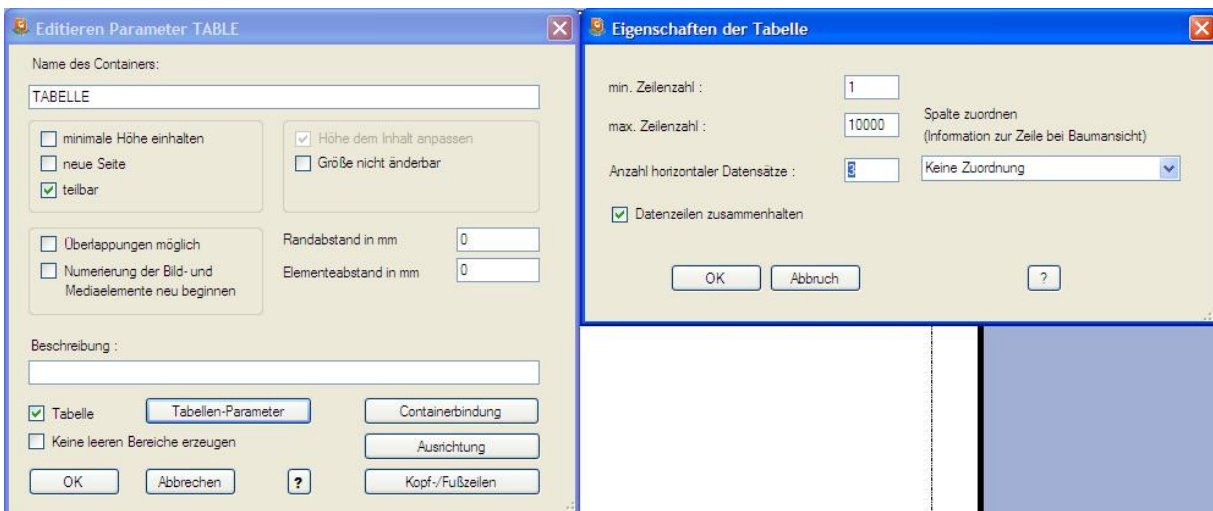 Editieren Parameter TABLE
Name des Containers:
TABELLE
minimale Höhe einhalten
neue Seite
teilbar
Höhe dem Inhalt anpassen
Größe nicht änderbar
Überlappungen möglich
Numerierung der Bild- und
Mediaelemente neu beginnen
Randabstand in mm
0
Elementeabstand in mm
0
Beschreibung :
Tabelle
Tabellen-Parameter
Containerbindung
Keine leeren Bereiche erzeugen
Ausrichtung
OK
Abbrechen
?
Kopf-/Fußzeilen
Eigenschaften der Tabelle
min. Zeilenzahl :
1
max. Zeilenzahl :
10000
Spalte zuordnen
(Information zur Zeile bei Baumansicht)
Anzahl horizontaler Datensätze :
3
Keine Zuordnung
Datenzeilen zusammenhalten
OK
Abbruch
?